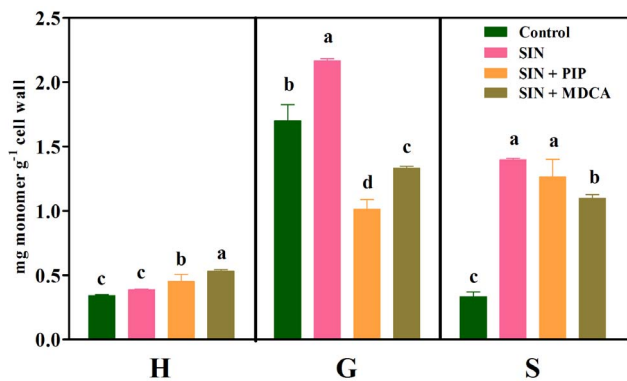 mg monomer g⁻¹ cell wall
2.5
2.0
1.5
1.0
0.5
0.0
c c b a
b a d c
c a a b
Control
SIN
SIN + PIP
SIN + MDCA
H G S